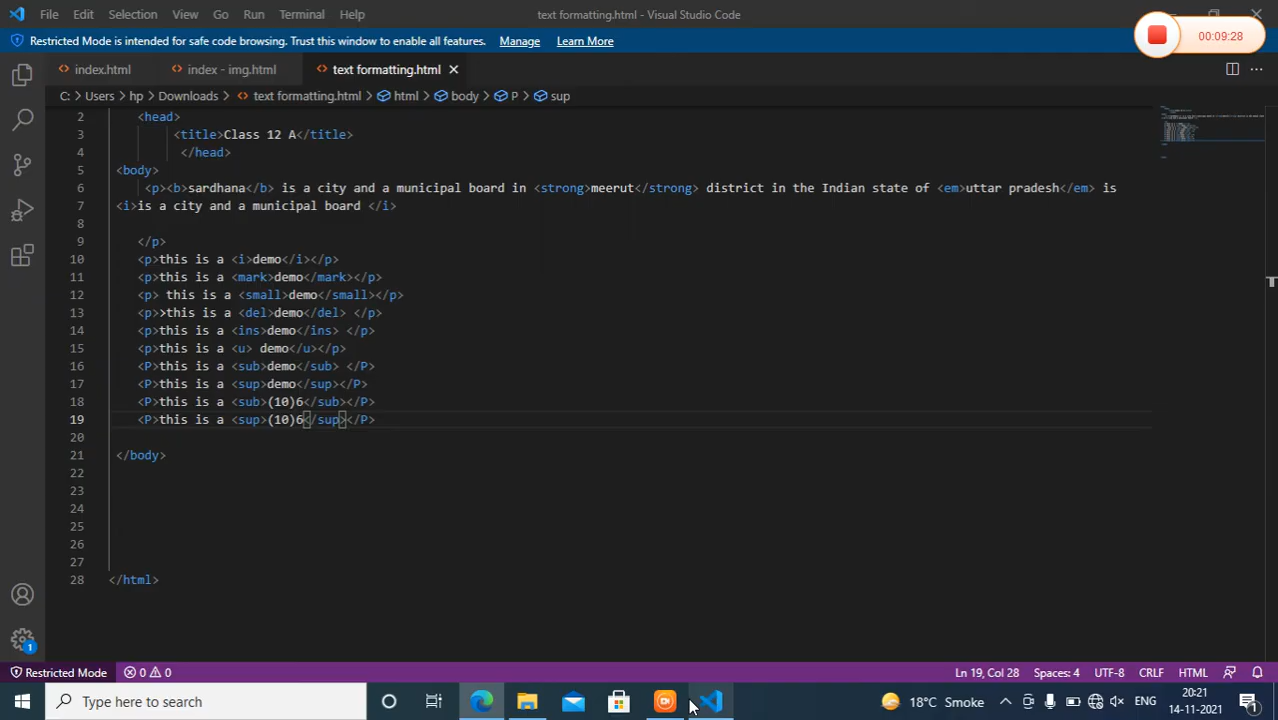 File Edit Selection View Go Run Terminal Help text formatting.html - Visual Studio Code
Restricted Mode is intended for safe code browsing. Trust this window to enable all features. Manage Learn More
00:09:28
index.html index - img.html text formatting.html
C: > Users > hp > Downloads > text formatting.html > html > body > P > sup
2 <head>
3 <title>Class 12 A</title>
4 </head>
5 <body>
6 <p><b>sardhana</b> is a city and a municipal board in <strong>meerut</strong> district in the Indian state of <em>uttar pradesh</em> is
7 <i>is a city and a municipal board </i>
8
9 </p>
10 <p>this is a <i>demo</i></p>
11 <p>this is a <mark>demo</mark></p>
12 <p> this is a <small>demo</small></p>
13 <p>>this is a <del>demo</del> </p>
14 <p>this is a <ins>demo</ins> </p>
15 <p>this is a <u> demo</u></p>
16 <P>this is a <sub>demo</sub> </P>
17 <P>this is a <sup>demo</sup></P>
18 <P>this is a <sub>(10)6</sub></P>
19 <P>this is a <sup>(10)6</sup></P>
20
21 </body>
22
23
24
25
26
27
28 </html>
1
Restricted Mode 0 0 Ln 19, Col 28 Spaces: 4 UTF-8 CRLF HTML
Type here to search 18°C Smoke ENG 20:21
14-11-2021 1